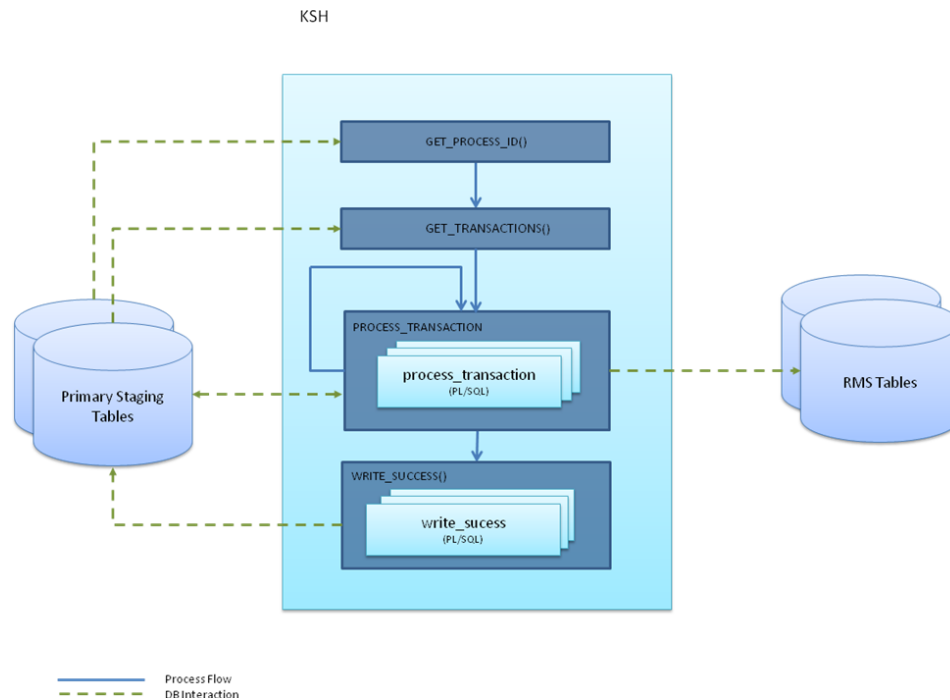 KSH
GET_PROCESS_ID()
GET_TRANSACTIONS()
PROCESS_TRANSACTION
process_transaction
(PL/SQL)
Primary Staging
Tables
RMS Tables
WRITE_SUCCESS()
write_sucess
(PL/SQL)
Process Flow
DB Interaction